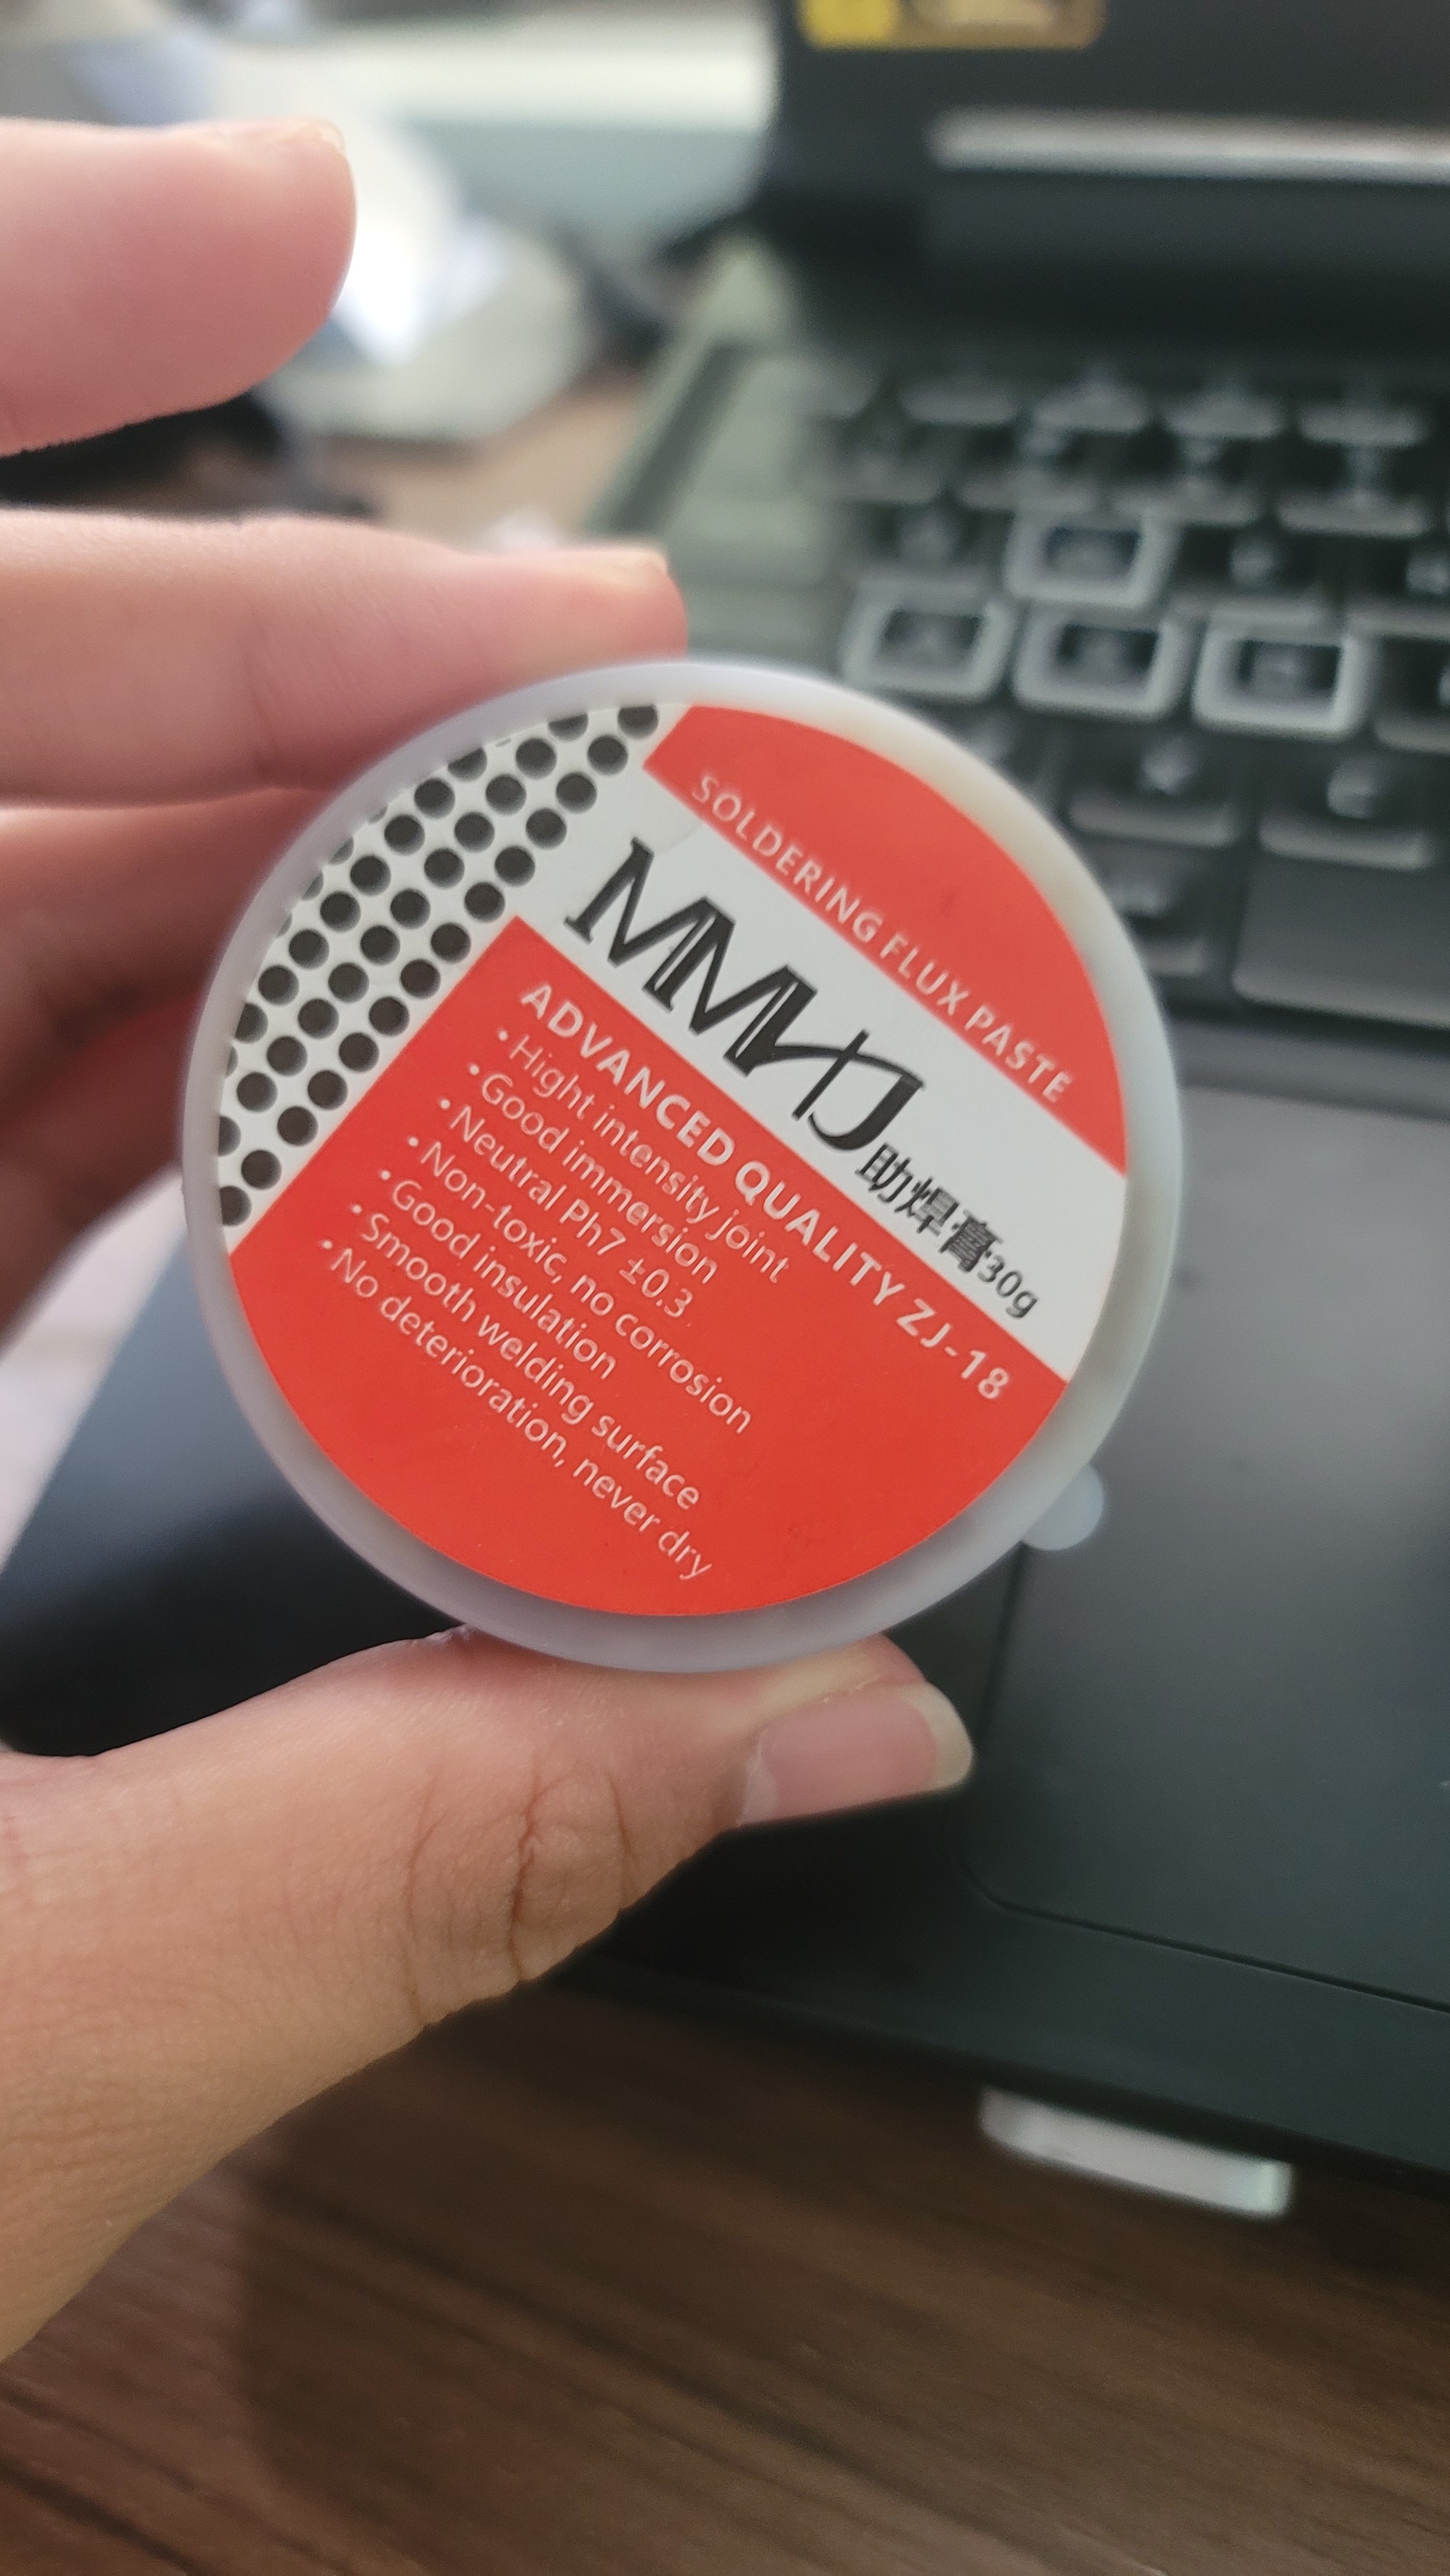 SOLDERING FLUX PASTE
助焊膏30g
ADVANCED QUALITY ZJ-18
•Hight intensity joint
•Good immersion
•Neutral Ph7 ±0.3
•Non-toxic, no corrosion
•Good insulation
•Smooth welding surface
•No deterioration, never dry